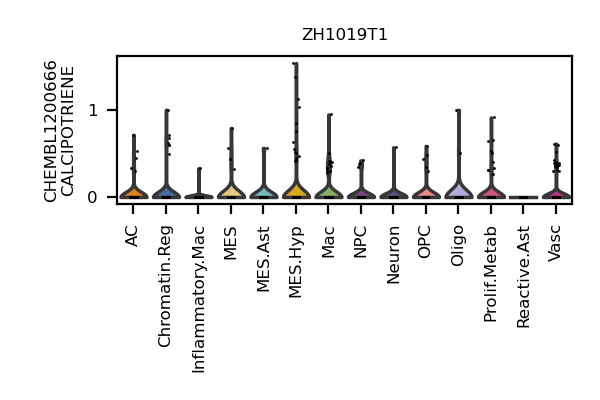 ZH1019T1
CHEMBL1200666
CALCIPOTRIENE
1
0
AC
Chromatin.Reg
Inflammatory.Mac
MES
MES.Ast
MES.Hyp
Mac
NPC
Neuron
OPC
Oligo
Prolif.Metab
Reactive.Ast
Vasc